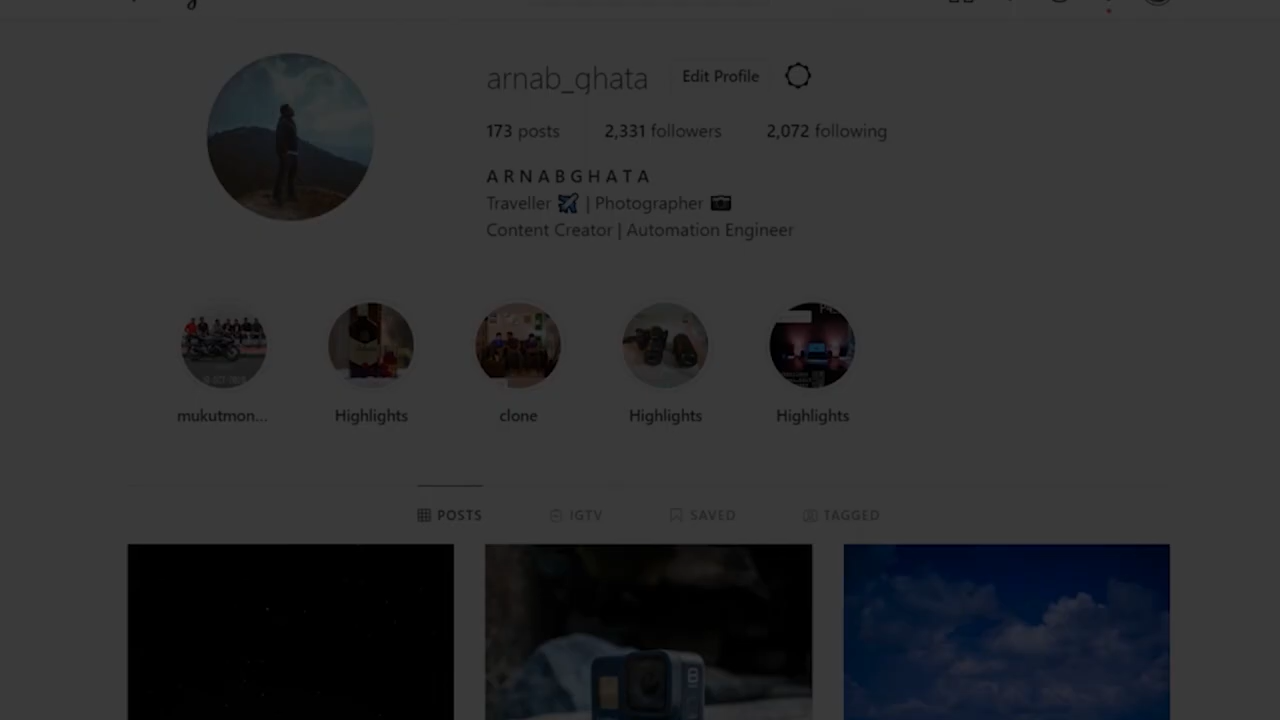 arnab_ghata Edit Profile
173 posts 2,331 followers 2,072 following
A R N A B G H A T A
Traveller ✈️ | Photographer 📷
Content Creator | Automation Engineer
mukutmon... Highlights clone Highlights Highlights
POSTS IGTV SAVED TAGGED